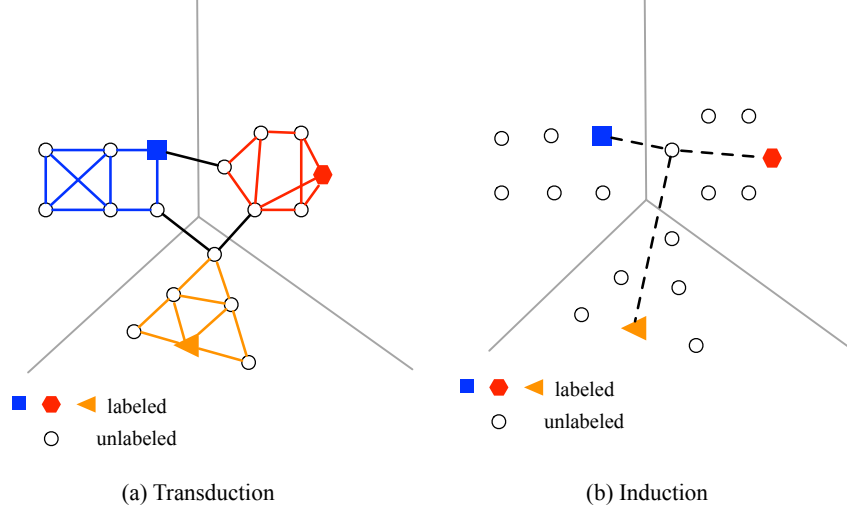 labeled
unlabeled
(a) Transduction
labeled
unlabeled
(b) Induction